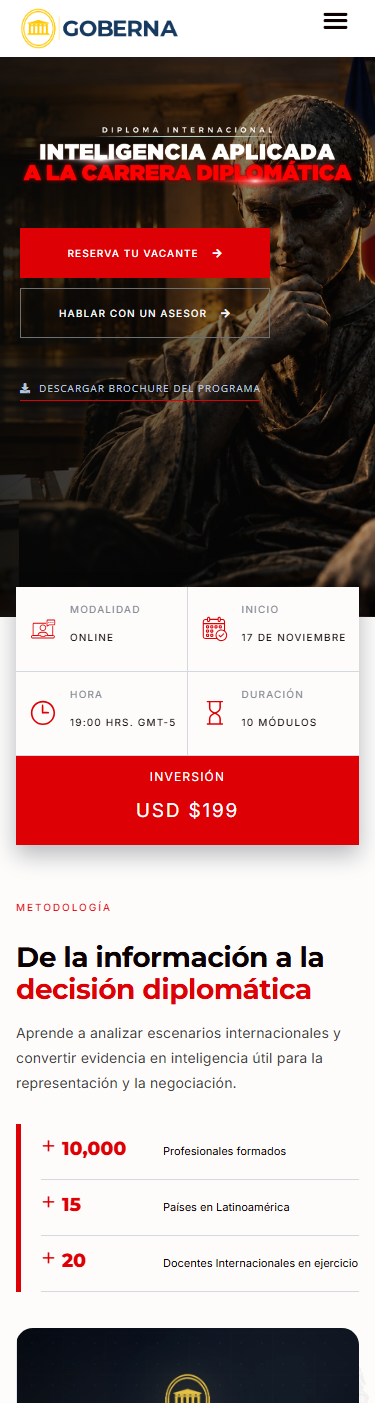 GOBERNA
DIPLOMA INTERNACIONAL
INTELIGENCIA APLICADA
A LA CARRERA DIPLOMÁTICA
RESERVA TU VACANTE →
HABLAR CON UN ASESOR →
DESCARGAR BROCHURE DEL PROGRAMA
MODALIDAD
ONLINE
INICIO
17 DE NOVIEMBRE
HORA
19:00 HRS. GMT-5
DURACIÓN
10 MÓDULOS
INVERSIÓN
USD $199
METODOLOGÍA
De la información a la
decisión diplomática
Aprende a analizar escenarios internacionales y
convertir evidencia en inteligencia útil para la
representación y la negociación.
+ 10,000 Profesionales formados
+ 15 Países en Latinoamérica
+ 20 Docentes Internacionales en ejercicio